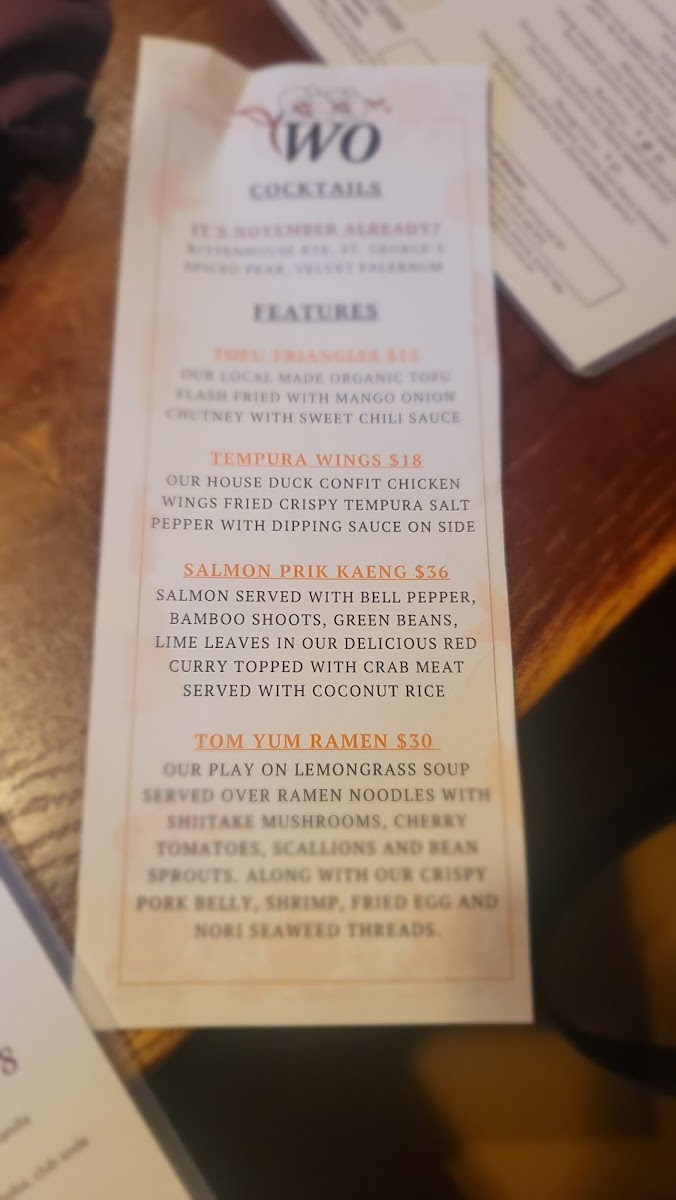 WO
COCKTAILS
IT'S NOVEMBER ALREADY?
RITTENHOUSE RYE, ST. GEORGE'S
SPICED PEAR, VELVET FALERNUM
FEATURES
TOFU TRIANGLES $13
OUR LOCAL MADE ORGANIC TOFU
FLASH FRIED WITH MANGO ONION
CHUTNEY WITH SWEET CHILI SAUCE
TEMPURA WINGS $18
OUR HOUSE DUCK CONFIT CHICKEN
WINGS FRIED CRISPY TEMPURA SALT
PEPPER WITH DIPPING SAUCE ON SIDE
SALMON PRIK KAENG $36
SALMON SERVED WITH BELL PEPPER,
BAMBOO SHOOTS, GREEN BEANS,
LIME LEAVES IN OUR DELICIOUS RED
CURRY TOPPED WITH CRAB MEAT
SERVED WITH COCONUT RICE
TOM YUM RAMEN $30
OUR PLAY ON LEMONGRASS SOUP
SERVED OVER RAMEN NOODLES WITH
SHIITAKE MUSHROOMS, CHERRY
TOMATOES, SCALLIONS AND BEAN
SPROUTS. ALONG WITH OUR CRISPY
PORK BELLY, SHRIMP, FRIED EGG AND
NORI SEAWEED THREADS.
8
club soda